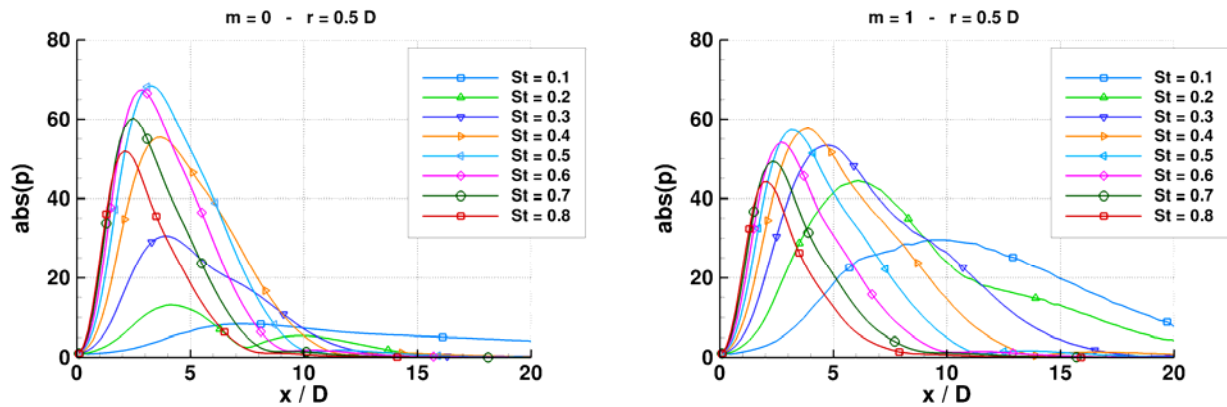 m = 0 - r = 0.5 D
80
60
40
20
0
abs(p)
0
5
10
15
20
x / D
St = 0.1
St = 0.2
St = 0.3
St = 0.4
St = 0.5
St = 0.6
St = 0.7
St = 0.8
m = 1 - r = 0.5 D
80
60
40
20
0
abs(p)
0
5
10
15
20
x / D
St = 0.1
St = 0.2
St = 0.3
St = 0.4
St = 0.5
St = 0.6
St = 0.7
St = 0.8